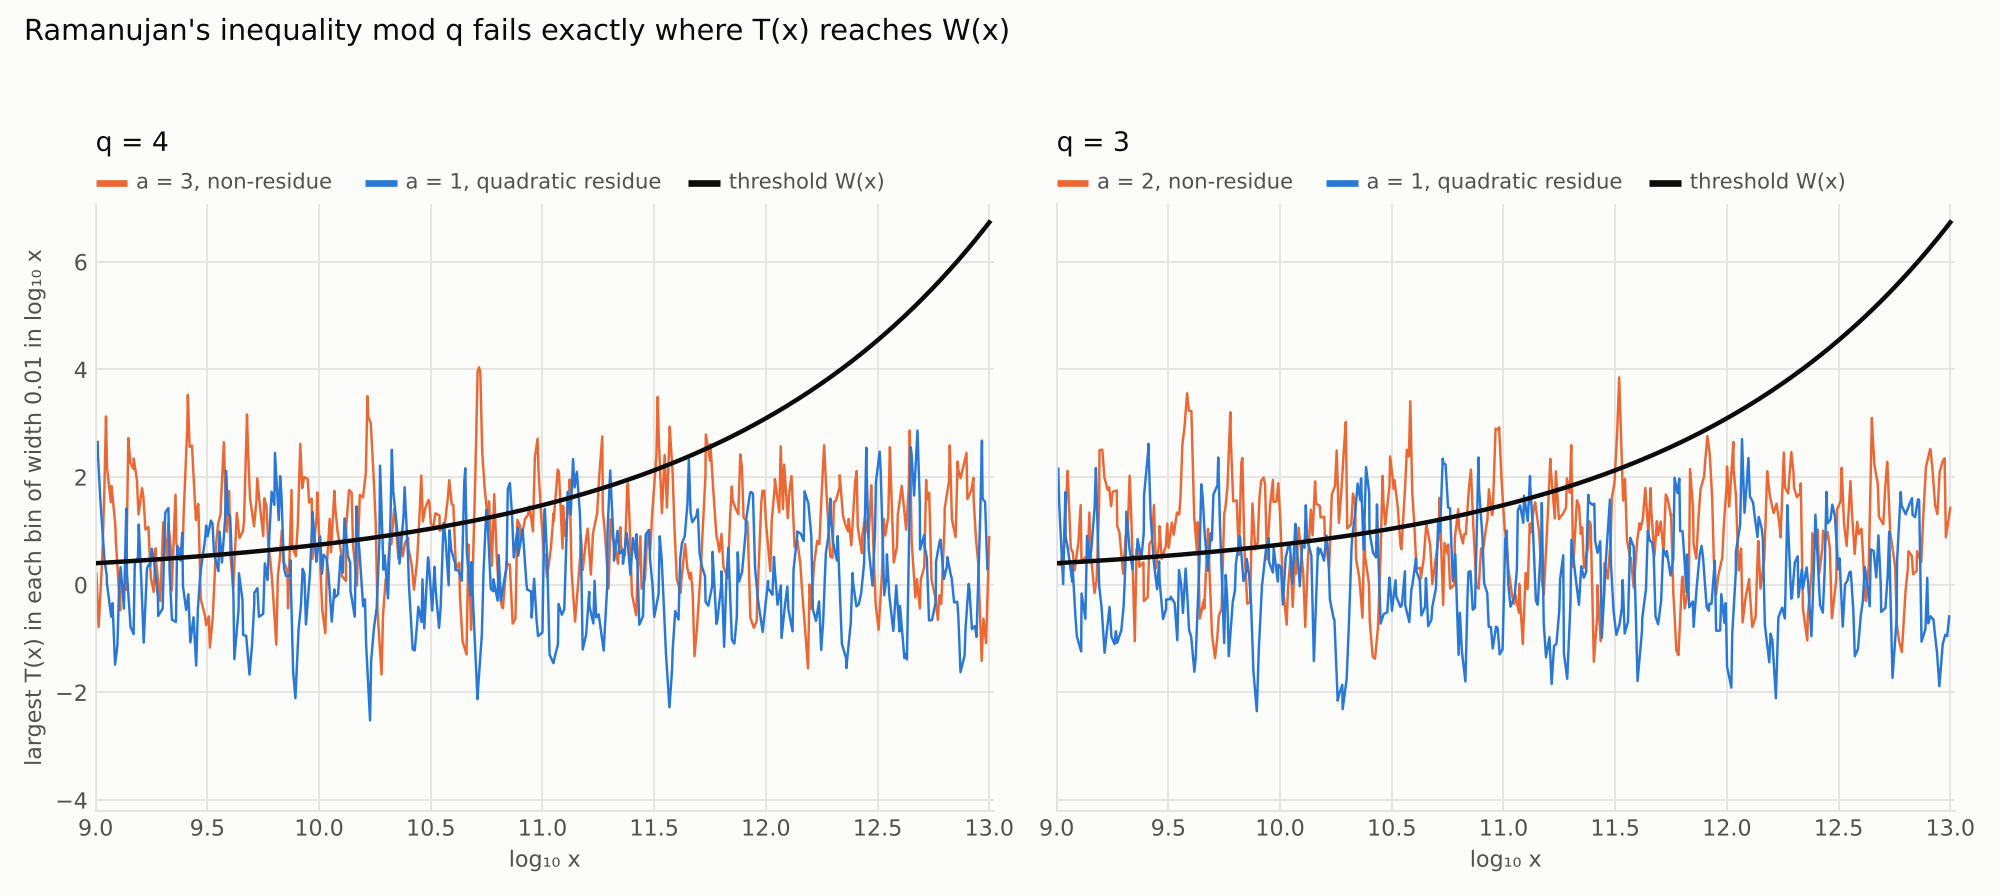 Ramanujan's inequality mod q fails exactly where T(x) reaches W(x)
q = 4
a = 3, non-residue a = 1, quadratic residue threshold W(x)
largest T(x) in each bin of width 0.01 in log₁₀ x
6
4
2
0
−2
−4
9.0 9.5 10.0 10.5 11.0 11.5 12.0 12.5 13.0
log₁₀ x
q = 3
a = 2, non-residue a = 1, quadratic residue threshold W(x)
9.0 9.5 10.0 10.5 11.0 11.5 12.0 12.5 13.0
log₁₀ x